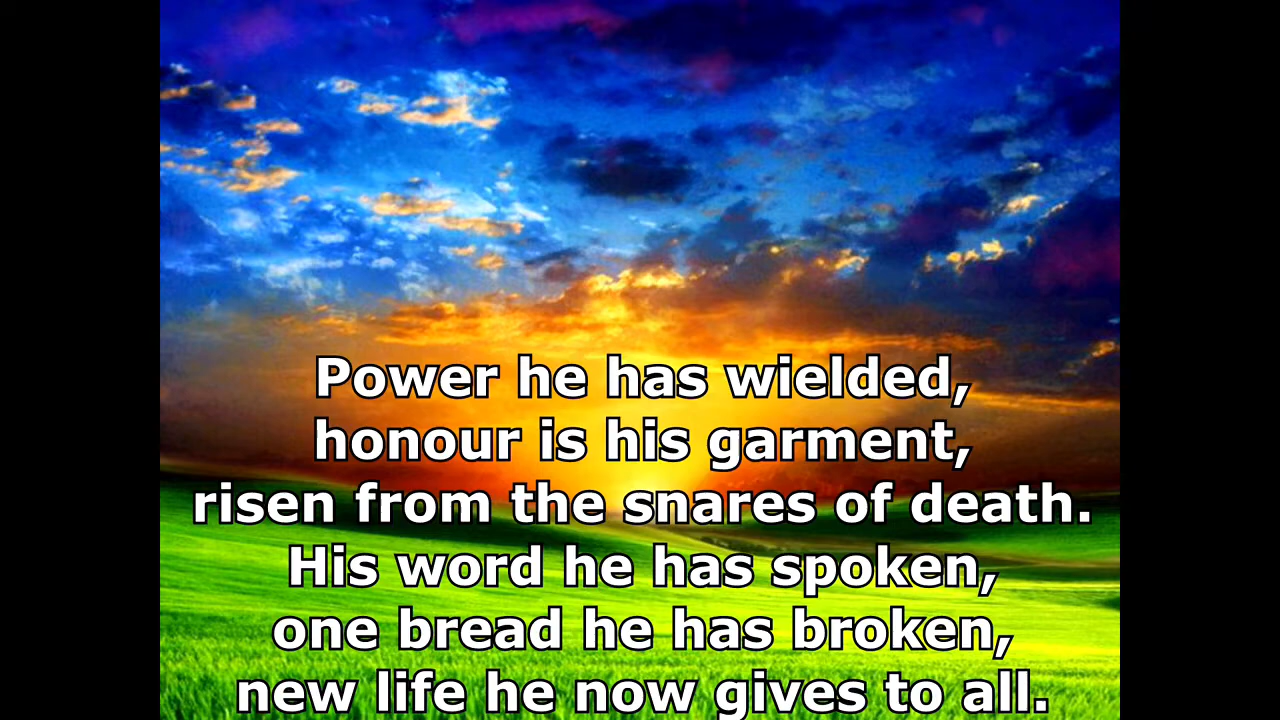 Power he has wielded,
honour is his garment,
risen from the snares of death.
His word he has spoken,
one bread he has broken,
new life he now gives to all.